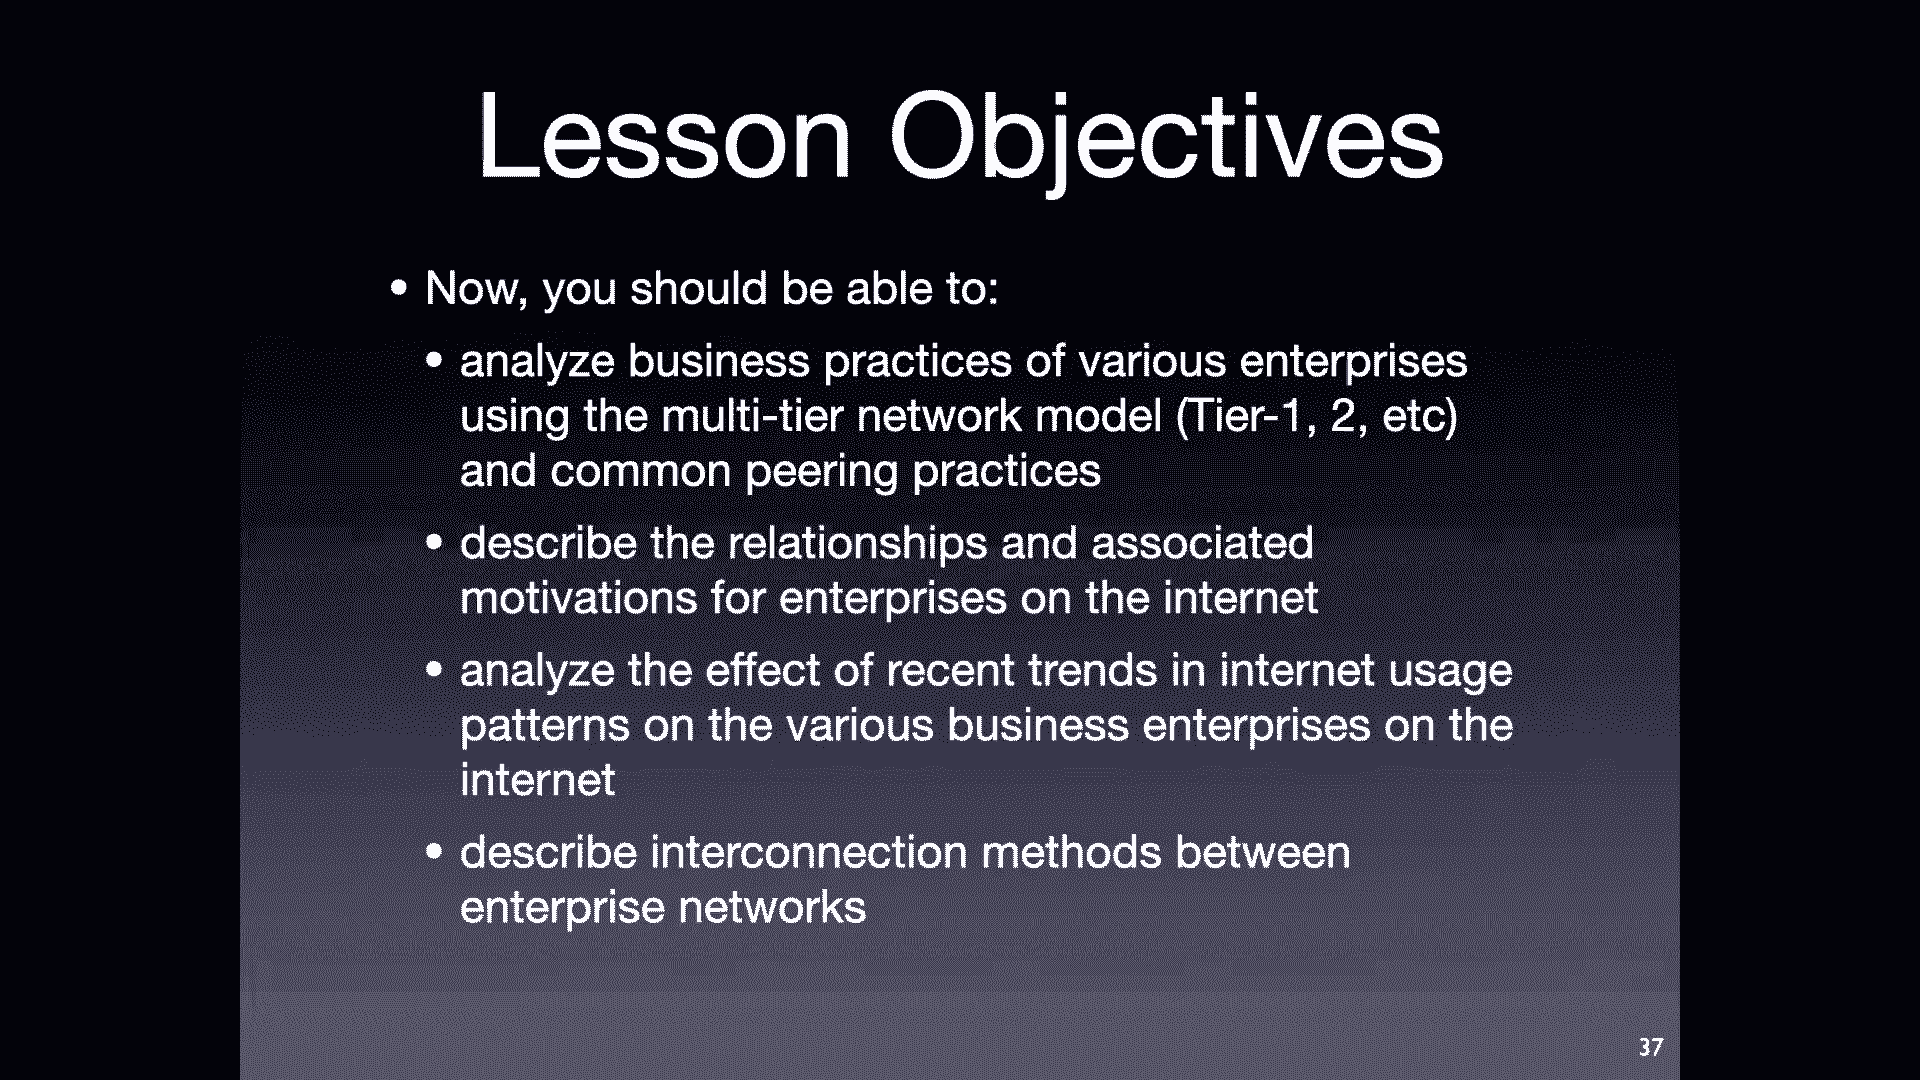 Lesson Objectives
• Now, you should be able to:
• analyze business practices of various enterprises
using the multi-tier network model (Tier-1, 2, etc)
and common peering practices
• describe the relationships and associated
motivations for enterprises on the internet
• analyze the effect of recent trends in internet usage
patterns on the various business enterprises on the
internet
• describe interconnection methods between
enterprise networks
37